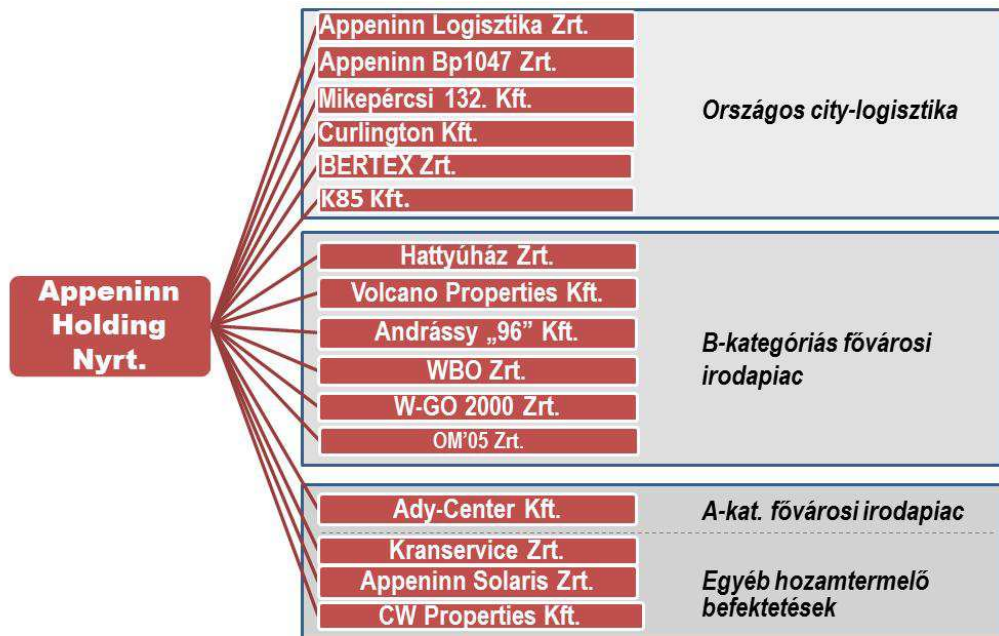 Appeninn
Holding
Nyrt.
Appeninn Logisztika Zrt.
Appeninn Bp1047 Zrt.
Mikepércsi 132. Kft.
Curlington Kft.
BERTEX Zrt.
K85 Kft.
Országos city-logisztika
Hattyúház Zrt.
Volcano Properties Kft.
Andrássy „96” Kft.
WBO Zrt.
W-GO 2000 Zrt.
OM'05 Zrt.
B-kategóriás fővárosi
irodapiac
Ady-Center Kft.
A-kat. fővárosi irodapiac
Kranservice Zrt.
Appeninn Solaris Zrt.
CW Properties Kft.
Egyéb hozamtermelő
befektetések